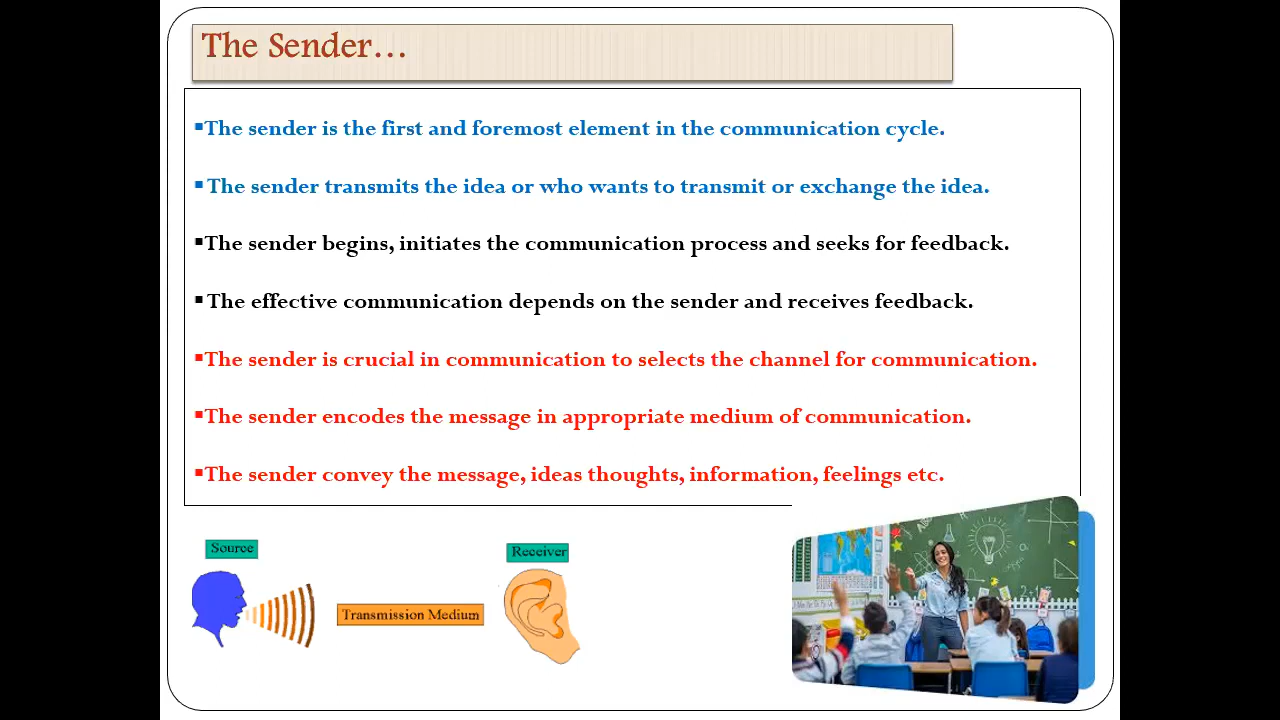 The Sender...
▪The sender is the first and foremost element in the communication cycle.
▪The sender transmits the idea or who wants to transmit or exchange the idea.
▪The sender begins, initiates the communication process and seeks for feedback.
▪The effective communication depends on the sender and receives feedback.
▪The sender is crucial in communication to selects the channel for communication.
▪The sender encodes the message in appropriate medium of communication.
▪The sender convey the message, ideas thoughts, information, feelings etc.
Source
Receiver
Transmission Medium